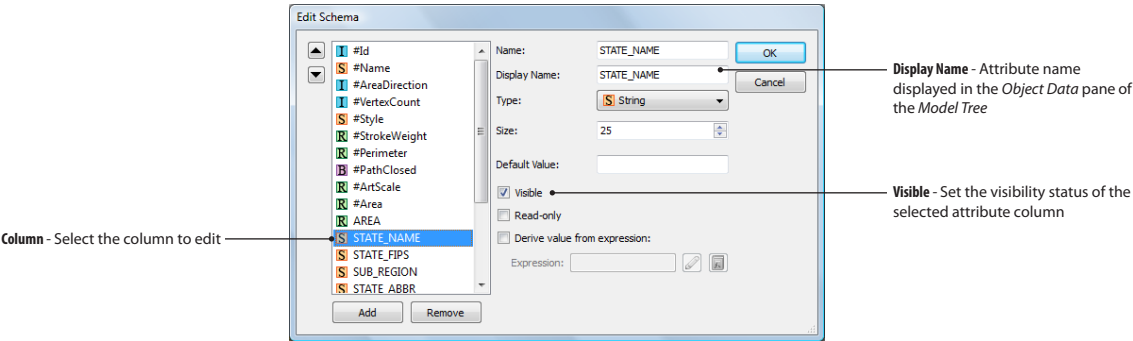 Edit Schema
I #Id
S #Name
I #AreaDirection
I #VertexCount
S #Style
R #StrokeWeight
R #Perimeter
B #PathClosed
R #ArtScale
R #Area
R AREA
S STATE_NAME
S STATE_FIPS
S SUB_REGION
S STATE_ABBR
Add Remove
Name: STATE_NAME
Display Name: STATE_NAME
Type: S String
Size: 25
Default Value:
Visible
Read-only
Derive value from expression:
Expression:
OK
Cancel
Column - Select the column to edit
Display Name - Attribute name
displayed in the Object Data pane of
the Model Tree
Visible - Set the visibility status of the
selected attribute column